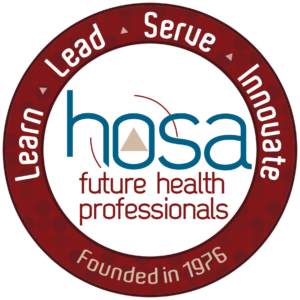 Learn Lead Serve Innovate
hosa
future health
professionals
Founded in 1976